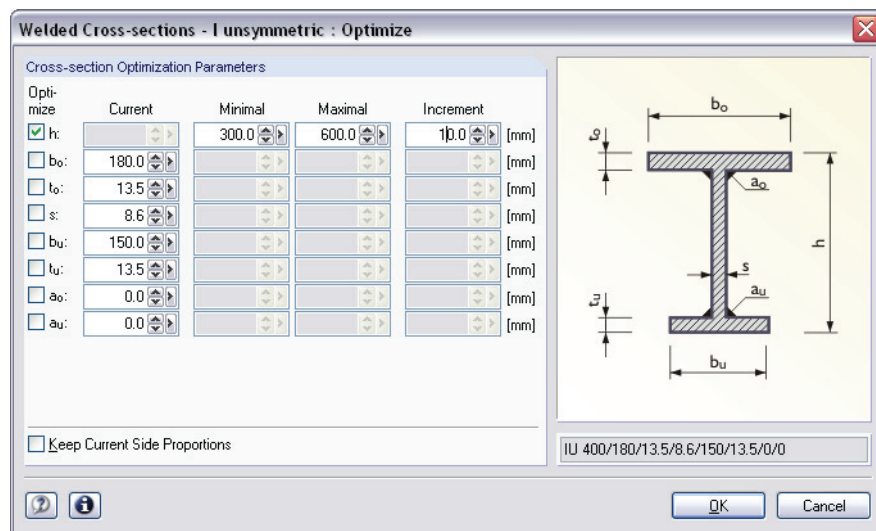 Welded Cross-sections - I unsymmetric : Optimize
Cross-section Optimization Parameters
Opti-
mize Current Minimal Maximal Increment
h: 300.0 600.0 10.0 [mm]
bo: 180.0 [mm]
to: 13.5 [mm]
s: 8.6 [mm]
bu: 150.0 [mm]
tu: 13.5 [mm]
ao: 0.0 [mm]
au: 0.0 [mm]
Keep Current Side Proportions
bo
to
ao
h
s
au
tu
bu
IU 400/180/13.5/8.6/150/13.5/0/0
OK Cancel